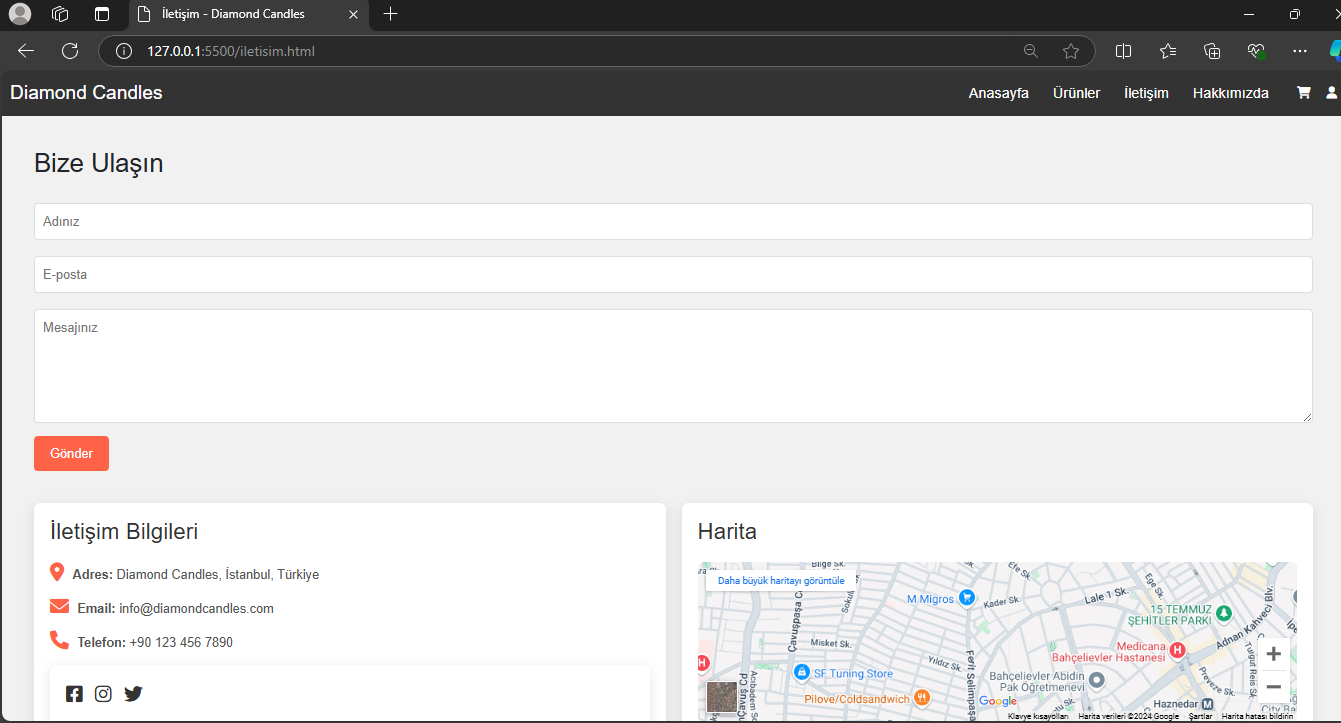 İletişim - Diamond Candles
127.0.0.1:5500/iletisim.html
Diamond Candles
Anasayfa Ürünler İletişim Hakkımızda
Bize Ulaşın
Adınız
E-posta
Mesajınız
Gönder
İletişim Bilgileri
Adres: Diamond Candles, İstanbul, Türkiye
Email: info@diamondcandles.com
Telefon: +90 123 456 7890
Harita
Daha büyük haritayı görüntüle
Bilge Sk.
Efe Sk.
Ege Sk.
Çavuşpaşa C
Sokulu
M Migros
Kader Sk.
Lale 1 Sk.
15 TEMMUZ
ŞEHİTLER PARKI
Adnan Kahveci Blv.
Misket Sk.
Yıldız Sk.
Ferit Selimpaşa
Medicana
Bahçelievler Hastanesi
Turgut Reis Sk.
SF Tuning Store
Bahçelievler Abidin
Pak Öğretmenevi
Preveze Sk.
Çavuş Cd
Acıbadem Sk.
Pilove/Coldsandwich
Google
Haznedar M
City
Klavye kısayolları Harita verileri ©2024 Google Şartlar Harita hatası bildirin